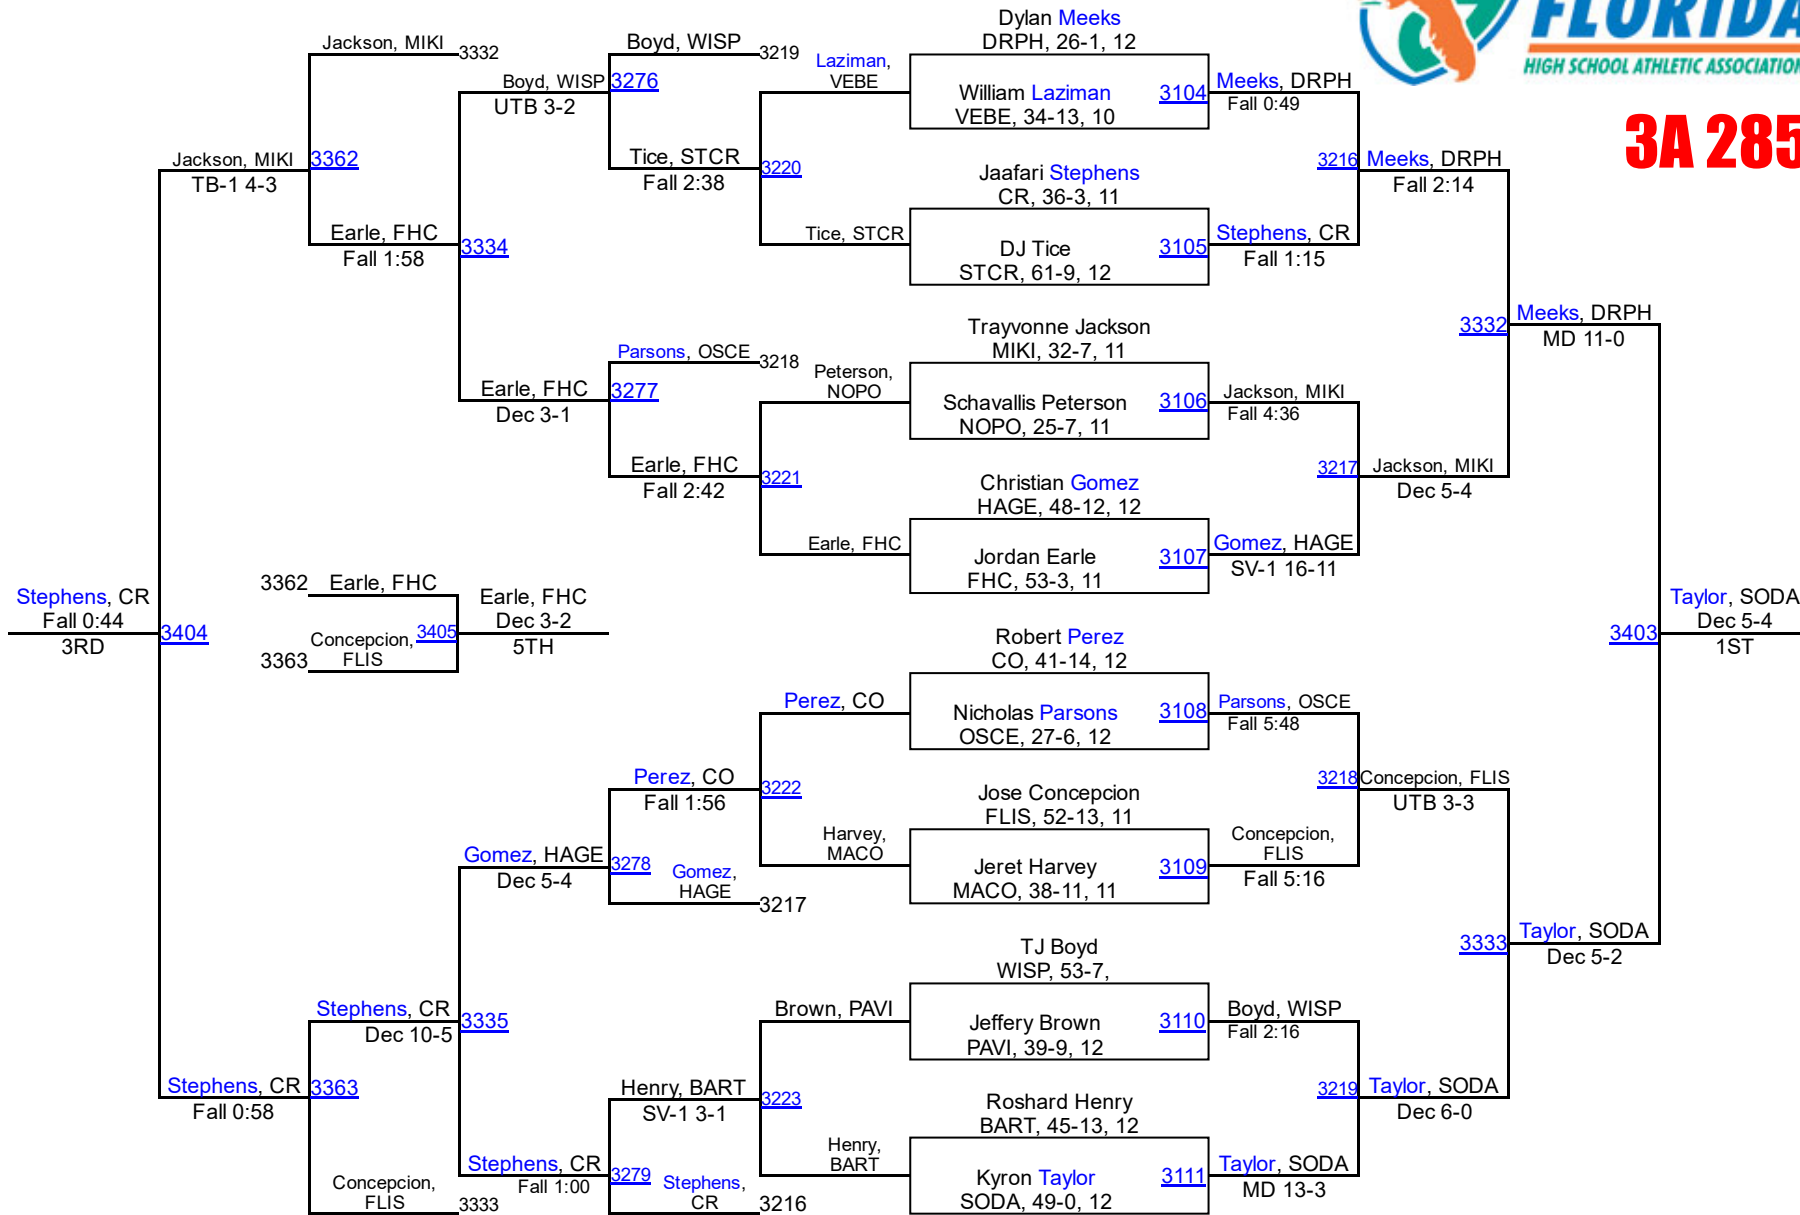 FLORIDA
HIGH SCHOOL ATHLETIC ASSOCIATION
3A 285
Jackson, MIKI
3332
Jackson, MIKI
TB-1 4-3
3362
Earle, FHC
Fall 1:58
Boyd, WISP
UTB 3-2
3334
Earle, FHC
Dec 3-1
Boyd, WISP
3219
3276
Tice, STCR
Fall 2:38
Parsons, OSCE
3218
3277
Earle, FHC
Fall 2:42
Laziman,
VEBE
3220
Tice, STCR
Peterson,
NOPO
3221
Earle, FHC
Dylan Meeks
DRPH, 26-1, 12
William Laziman
VEBE, 34-13, 10
3104
Meeks, DRPH
Fall 0:49
Jaafari Stephens
CR, 36-3, 11
DJ Tice
STCR, 61-9, 12
3105
Stephens, CR
Fall 1:15
3216
Meeks, DRPH
Fall 2:14
Trayvonne Jackson
MIKI, 32-7, 11
Schavallis Peterson
NOPO, 25-7, 11
3106
Jackson, MIKI
Fall 4:36
Christian Gomez
HAGE, 48-12, 12
Jordan Earle
FHC, 53-3, 11
3107
Gomez, HAGE
SV-1 16-11
3217
Jackson, MIKI
Dec 5-4
3332
Meeks, DRPH
MD 11-0
Stephens, CR
Fall 0:44
3RD
3404
3362
Earle, FHC
3363
Concepcion,
FLIS
3405
Earle, FHC
Dec 3-2
5TH
3403
Taylor, SODA
Dec 5-4
1ST
Robert Perez
CO, 41-14, 12
Nicholas Parsons
OSCE, 27-6, 12
3108
Parsons, OSCE
Fall 5:48
Jose Concepcion
FLIS, 52-13, 11
Jeret Harvey
MACO, 38-11, 11
3109
Concepcion,
FLIS
Fall 5:16
3218
Concepcion, FLIS
UTB 3-3
TJ Boyd
WISP, 53-7,
Jeffery Brown
PAVI, 39-9, 12
3110
Boyd, WISP
Fall 2:16
Roshard Henry
BART, 45-13, 12
Kyron Taylor
SODA, 49-0, 12
3111
Taylor, SODA
MD 13-3
3219
Taylor, SODA
Dec 6-0
3333
Taylor, SODA
Dec 5-2
Perez, CO
3222
Harvey,
MACO
Perez, CO
Fall 1:56
3278
Gomez,
HAGE
3217
Gomez, HAGE
Dec 5-4
3335
Stephens, CR
Dec 10-5
Stephens, CR
Fall 0:58
3363
Concepcion,
FLIS
3333
Brown, PAVI
3223
Henry,
BART
Henry, BART
SV-1 3-1
3279
Stephens,
CR
3216
Stephens, CR
Fall 1:00